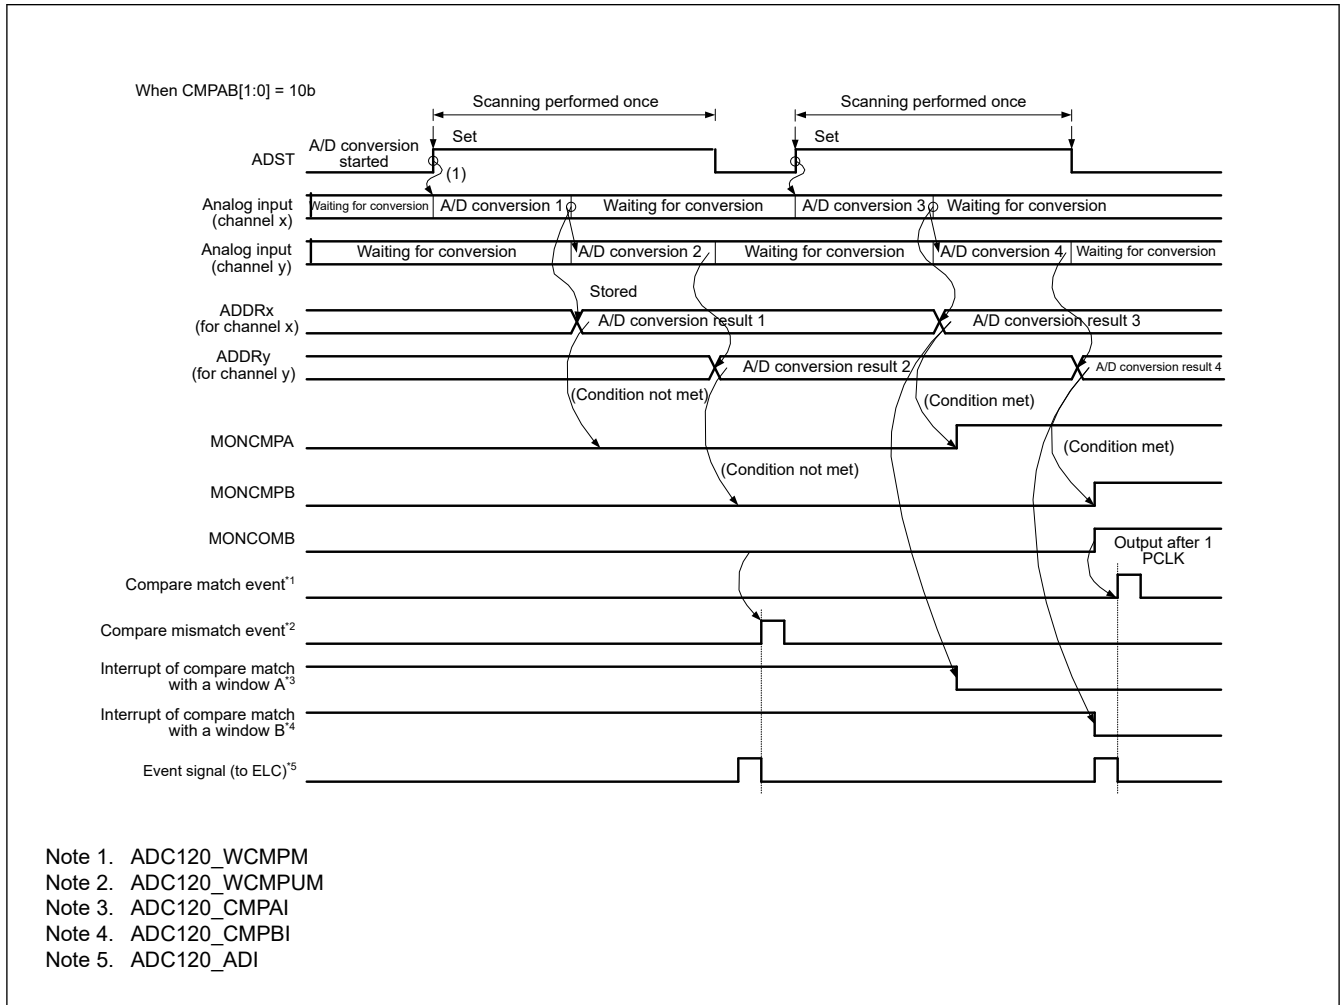 When CMPAB[1:0] = 10b
Scanning performed once
Scanning performed once
ADST
A/D conversion
started
Set
Set
(1)
Analog input
(channel x)
Waiting for conversion
A/D conversion 1
Waiting for conversion
A/D conversion 3
Waiting for conversion
Analog input
(channel y)
Waiting for conversion
A/D conversion 2
Waiting for conversion
A/D conversion 4
Waiting for conversion
Stored
ADDRx
(for channel x)
A/D conversion result 1
A/D conversion result 3
ADDRy
(for channel y)
A/D conversion result 2
A/D conversion result 4
(Condition not met)
(Condition met)
MONCMPA
(Condition met)
(Condition not met)
MONCMPB
MONCOMB
Output after 1
PCLK
Compare match event*1
Compare mismatch event*2
Interrupt of compare match
with a window A*3
Interrupt of compare match
with a window B*4
Event signal (to ELC)*5
Note 1. ADC120_WCMPM
Note 2. ADC120_WCMPUM
Note 3. ADC120_CMPAI
Note 4. ADC120_CMPBI
Note 5. ADC120_ADI